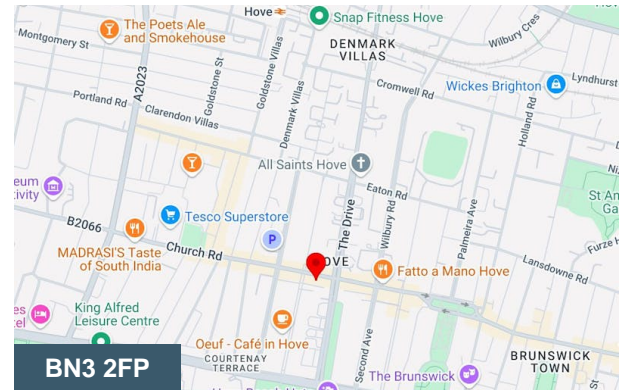 Hove
Snap Fitness Hove
The Poets Ale
and Smokehouse
Montgomery St
DENMARK
VILLAS
Wilbury Cres
Goldstone St
Goldstone Villas
Wickes Brighton
Lyndhurst
A2023
Portland Rd
Cromwell Rd
Denmark Villas
Holland Rd
Clarendon Villas
All Saints Hove
Eaton Rd
Tesco Superstore
B2066
The Drive
Wilbury Rd
Palmeira Ave
St An
Ga
Furze H
P
MADRASI'S Taste
of South India
Church Rd
Lansdowne Rd
Fatto a Mano Hove
King Alfred
Leisure Centre
Oeuf - Café in Hove
Second Ave
COURTENAY
TERRACE
BRUNSWICK
TOWN
The Brunswick
BN3 2FP